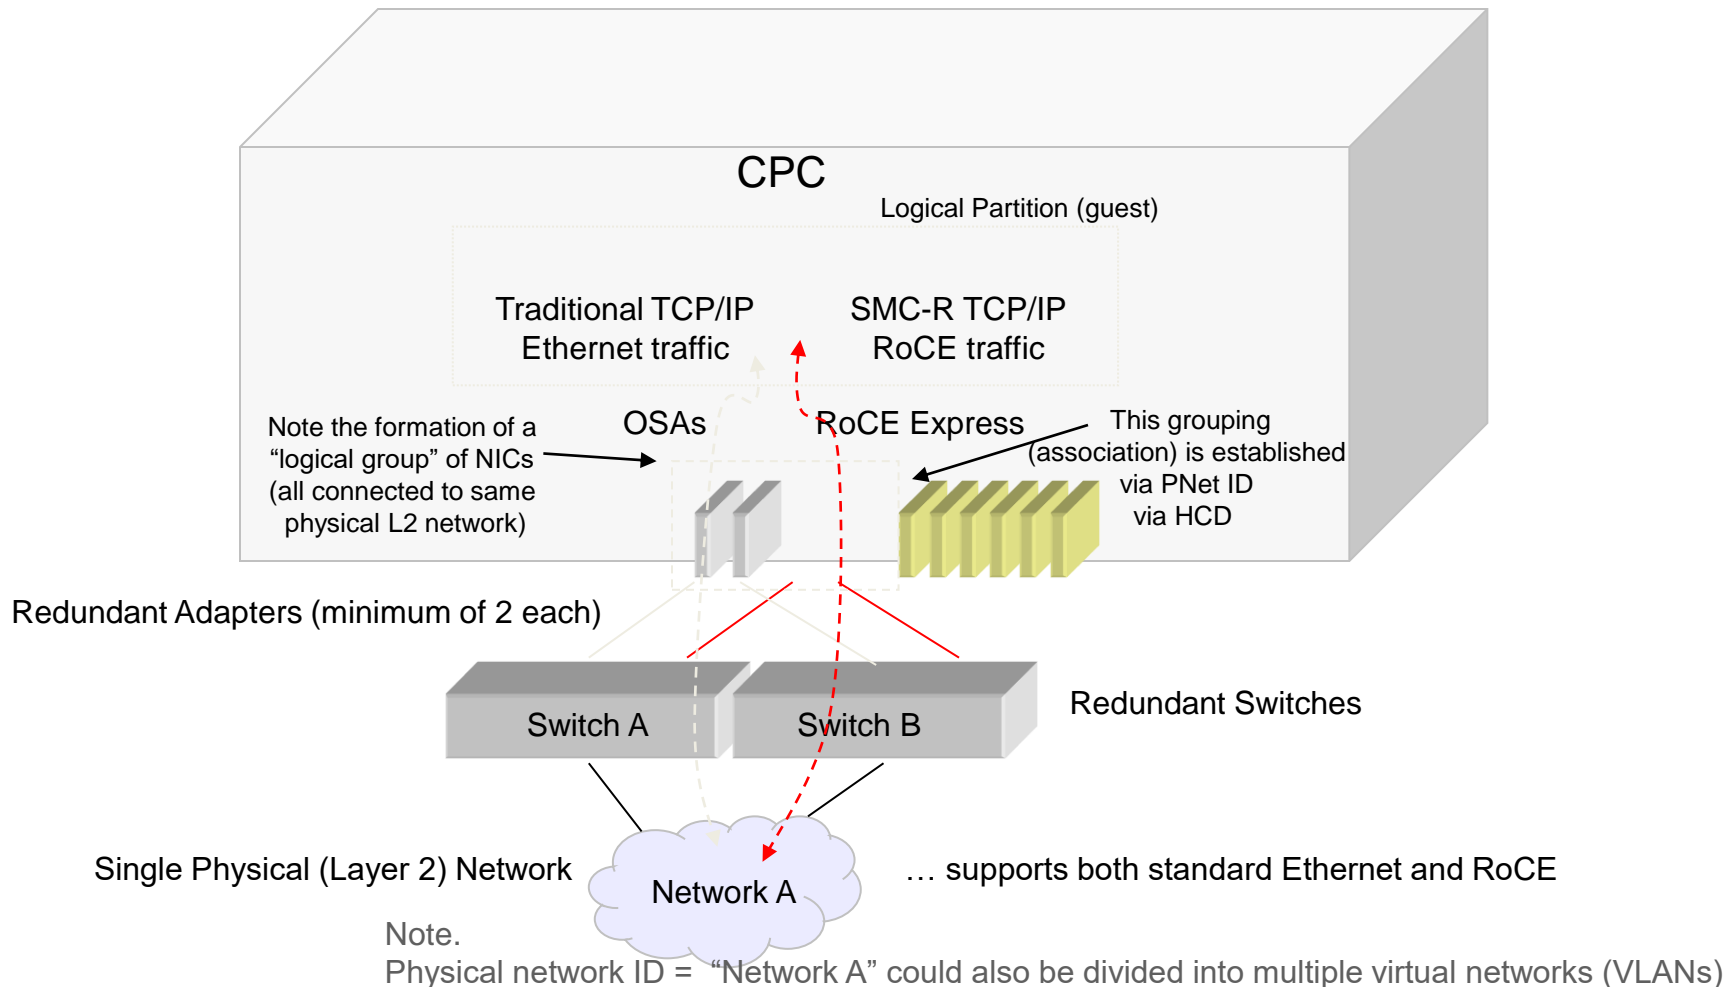 CPC
Logical Partition (guest)
Traditional TCP/IP
Ethernet traffic
SMC-R TCP/IP
RoCE traffic
OSAs
RoCE Express
Note the formation of a
“logical group” of NICs
(all connected to same
physical L2 network)
This grouping
(association) is established
via PNet ID
via HCD
Redundant Adapters (minimum of 2 each)
Switch A
Switch B
Redundant Switches
Single Physical (Layer 2) Network
Network A
… supports both standard Ethernet and RoCE
Note.
Physical network ID = “Network A” could also be divided into multiple virtual networks (VLANs)